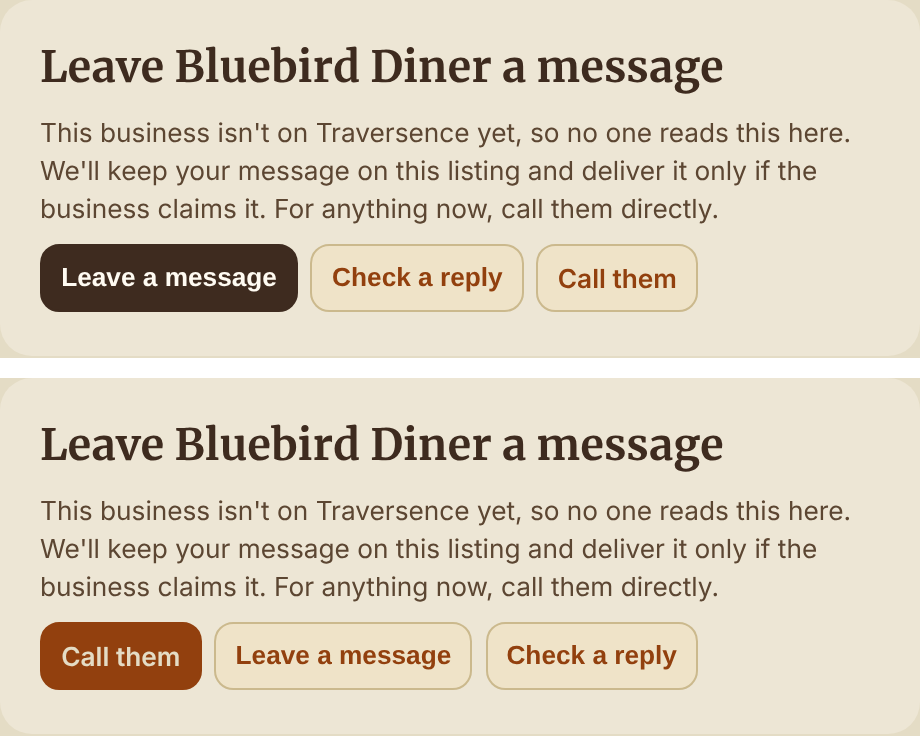 Leave Bluebird Diner a message
This business isn't on Traversence yet, so no one reads this here.
We'll keep your message on this listing and deliver it only if the
business claims it. For anything now, call them directly.
Leave a message
Check a reply
Call them
Leave Bluebird Diner a message
This business isn't on Traversence yet, so no one reads this here.
We'll keep your message on this listing and deliver it only if the
business claims it. For anything now, call them directly.
Call them
Leave a message
Check a reply